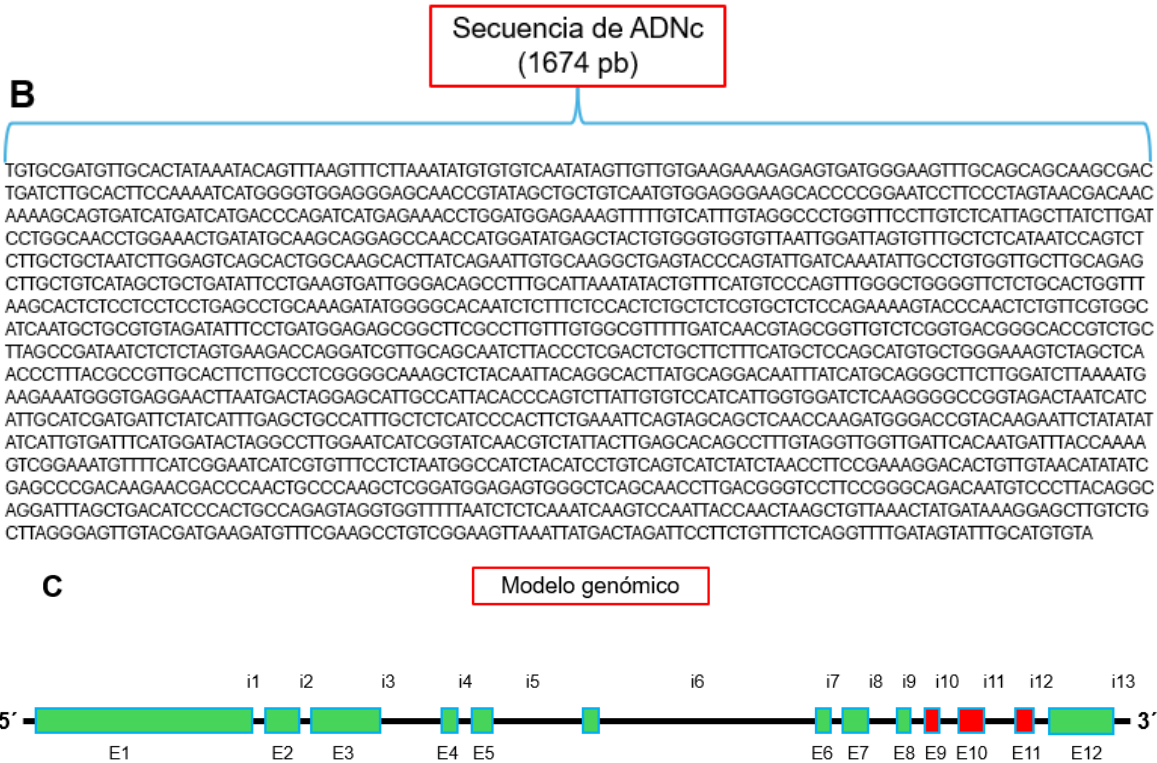 Secuencia de ADNc
(1674 pb)
B
TGTGCGATGTTGCACTATAAATACAGTTTAAGTTTCTTAAATATGTGTGTCAATATAGTTGTTGTGAAGAAAGAGAGTGATGGGAAGTTTGCAGCAGCAAGCGAC
TGATCTTGCACTTCCAAAATCATGGGGTGGAGGGAGCAACCGTATAGCTGCTGTCAATGTGGAGGGAAGCACCCCGGAATCCTTCCCTAGTAACGACAAC
AAAAGCAGTGATCATGATCATGACCCAGATCATGAGAAACCTGGATGGAGAAAGTTTTTGTCATTTGTAGGCCCTGGTTTCCTTGTCTCATTAGCTTATCTTGAT
CCTGGCAACCTGGAAACTGATATGCAAGCAGGAGCCAACCATGGATATGAGCTACTGTGGGTGGTGTTAATTGGATTAGTGTTTGCTCTCATAATCCAGTCT
CTTGCTGCTAATCTTGGAGTCAGCACTGGCAAGCACTTATCAGAATTGTGCAAGGCTGAGTACCCAGTATTGATCAAATATTGCCTGTGGTTGCTTGCAGAG
CTTGCTGTCATAGCTGCTGATATTCCTGAAGTGATTGGGACAGCCTTTGCATTAAATATACTGTTTCATGTCCCAGTTTGGGCTGGGGTTCTCTGCACTGGTTT
AAGCACTCTCCTCCTCCTGAGCCTGCAAAGATATGGGGCACAATCTCTTTCTCCACTCTGCTCTCGTGCTCTCCAGAAAAGTACCCAACTCTGTTCGTGGC
ATCAATGCTGCGTGTAGATATTTCCTGATGGAGAGCGGCTTCGCCTTGTTTGTGGCGTTTTTGATCAACGTAGCGGTTGTCTCGGTGACGGGCACCGTCTGC
TTAGCCGATAATCTCTCTAGTGAAGACCAGGATCGTTGCAGCAATCTTACCCTCGACTCTGCTTCTTTCATGCTCCAGCATGTGCTGGGAAAGTCTAGCTCA
ACCCTTTACGCCGTTGCACTTCTTGCCTCGGGGCAAAGCTCTACAATTACAGGCACTTATGCAGGACAATTTATCATGCAGGGCTTCTTGGATCTTAAAATG
AAGAAATGGGTGAGGAACTTAATGACTAGGAGCATTGCCATTACACCCAGTCTTATTGTGTCCATCATTGGTGGATCTCAAGGGGCCGGTAGACTAATCATC
ATTGCATCGATGATTCTATCATTTGAGCTGCCATTTGCTCTCATCCCACTTCTGAAATTCAGTAGCAGCTCAACCAAGATGGGACCGTACAAGAATTCTATATAT
ATCATTGTGATTTCATGGATACTAGGCCTTGGAATCATCGGTATCAACGTCTATTACTTGAGCACAGCCTTTGTAGGTTGGTTGATTCACAATGATTTACCAAAA
GTCGGAAATGTTTTCATCGGAATCATCGTGTTTCCTCTAATGGCCATCTACATCCTGTCAGTCATCTATCTAACCTTCCGAAAGGACACTGTTGTAACATATATC
GAGCCCGACAAGAACGACCCAACTGCCCAAGCTCGGATGGAGAGTGGGCTCAGCAACCTTGACGGGTCCTTCCGGGCAGACAATGTCCCTTACAGGC
AGGATTTAGCTGACATCCCACTGCCAGAGTAGGTGGTTTTTAATCTCTCAAATCAAGTCCAATTACCAACTAAGCTGTTAAACTATGATAAAGGAGCTTGTCTG
CTTAGGGAGTTGTACGATGAAGATGTTTCGAAGCCTGTCGGAAGTTAAATTATGACTAGATTCCTTCTGTTTCTCAGGTTTTGATAGTATTTGCATGTGTA
C
Modelo genómico
i1 i2 i3 i4 i5 i6 i7 i8 i9 i10 i11 i12 i13
5´ 3´
E1 E2 E3 E4 E5 E6 E7 E8 E9 E10 E11 E12